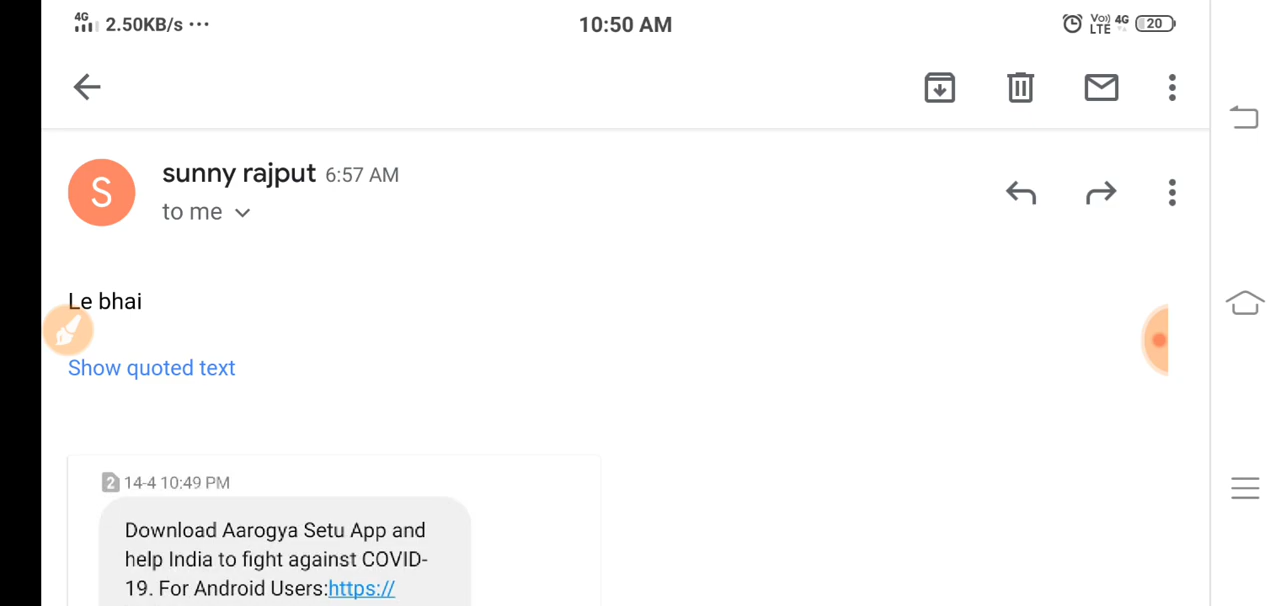 4G 2.50KB/s ··· 10:50 AM Vo) LTE 4G 20
S sunny rajput 6:57 AM
to me
Le bhai
Show quoted text
2 14-4 10:49 PM
Download Aarogya Setu App and
help India to fight against COVID-
19. For Android Users:https://